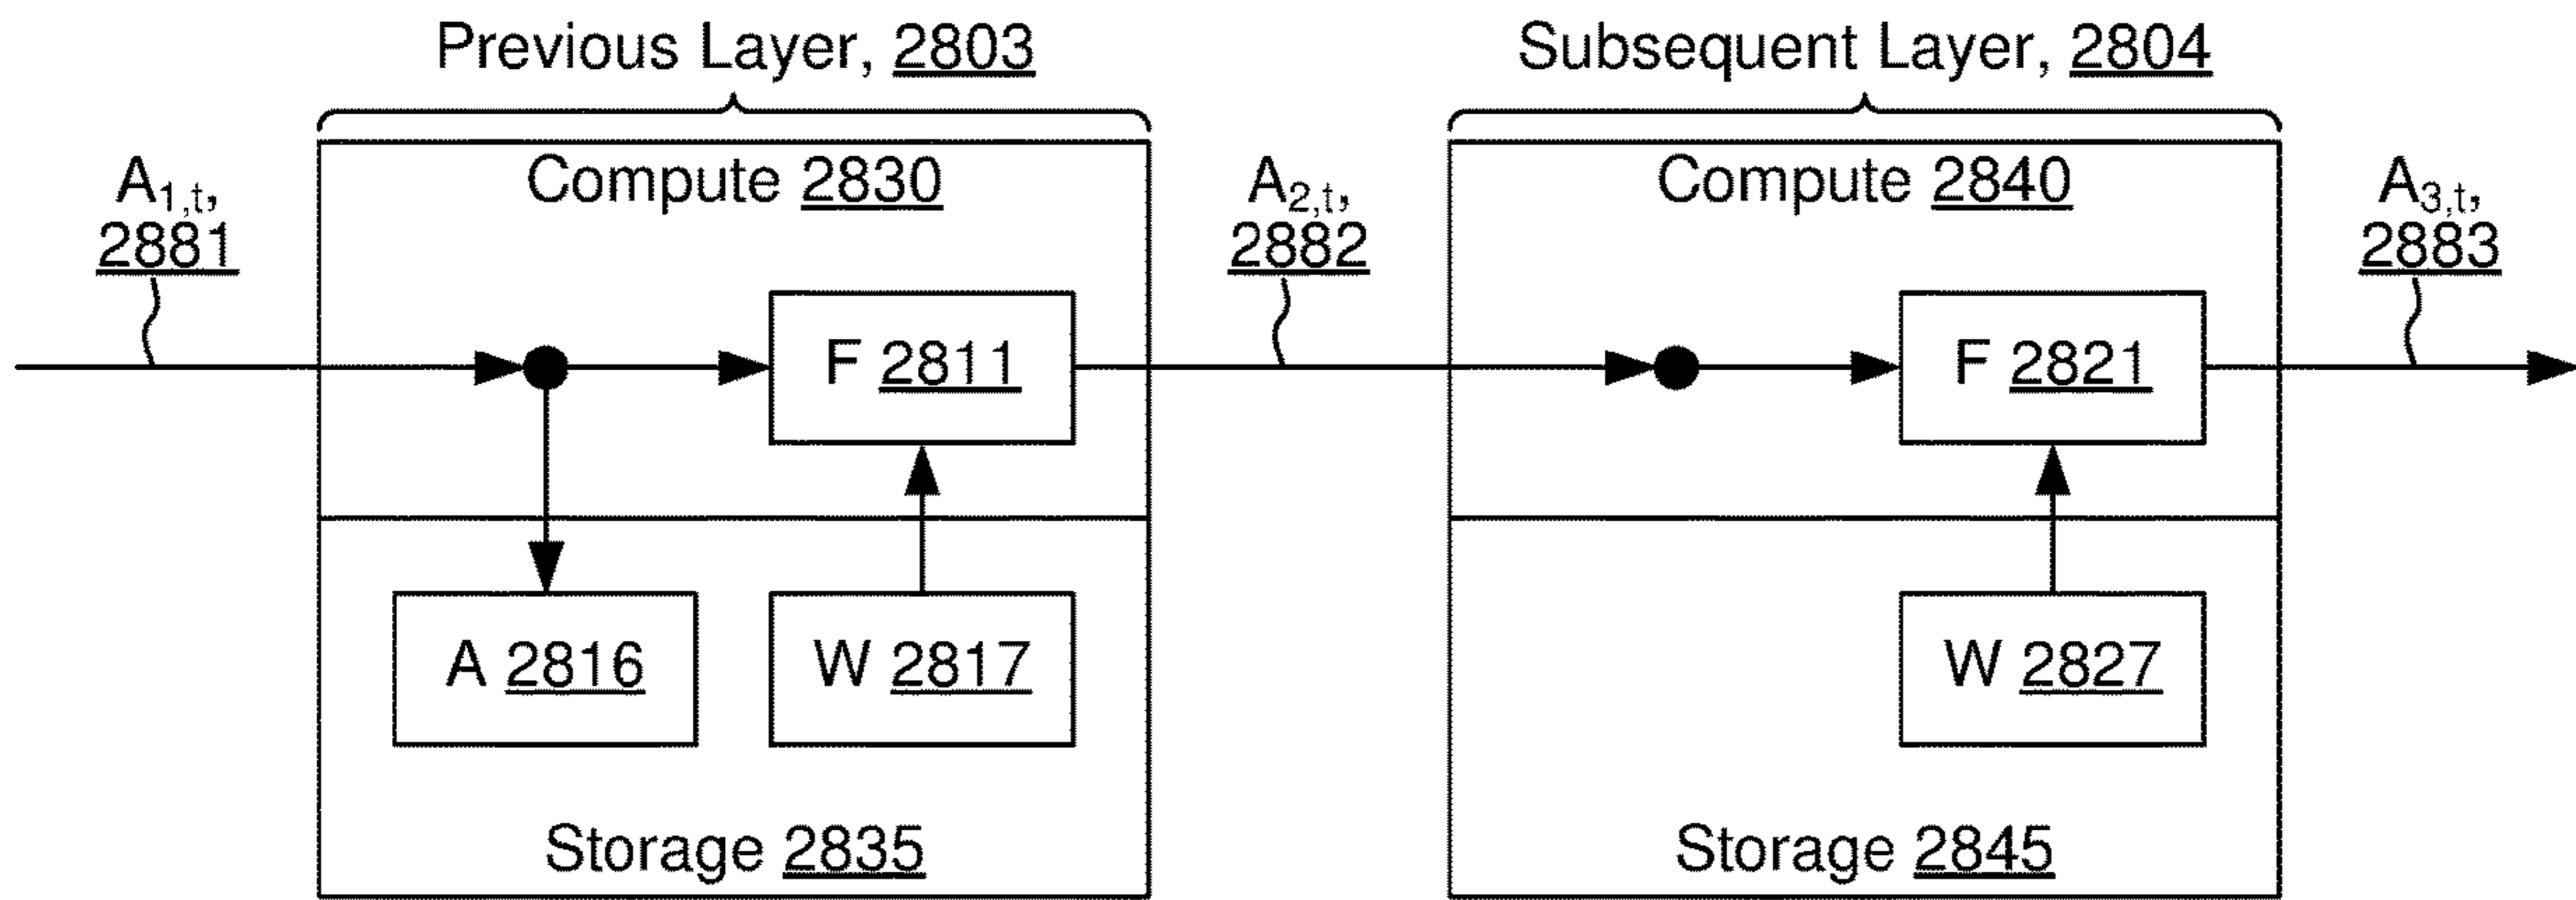 Previous Layer, 2803
Subsequent Layer, 2804
A1,t,
2881
Compute 2830
A2,t,
2882
Compute 2840
A3,t,
2883
F 2811
F 2821
A 2816
W 2817
W 2827
Storage 2835
Storage 2845